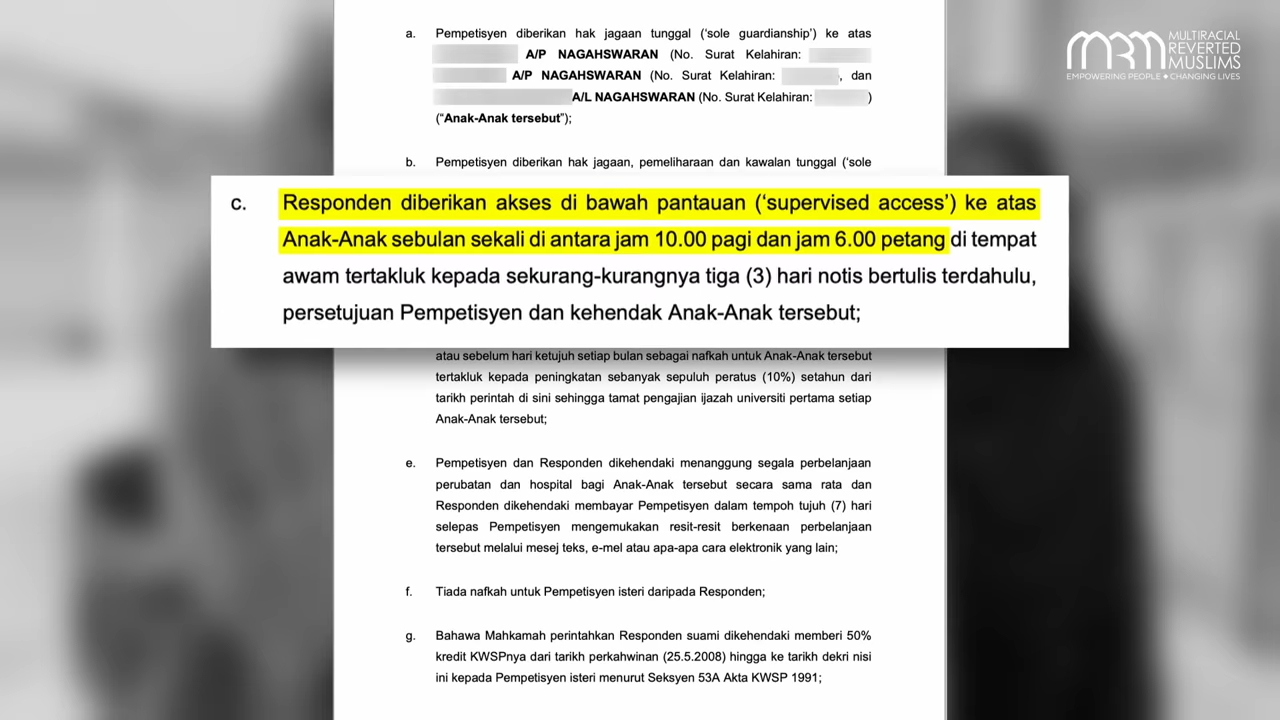 MRM
MULTIRACIAL
REVERTED
MUSLIMS
EMPOWERING PEOPLE ✦ CHANGING LIVES
a. Pempetisyen diberikan hak jagaan tunggal (‘sole guardianship’) ke atas
A/P NAGAHSWARAN (No. Surat Kelahiran:
A/P NAGAHSWARAN (No. Surat Kelahiran: , dan
A/L NAGAHSWARAN (No. Surat Kelahiran: )
(“Anak-Anak tersebut”);
b. Pempetisyen diberikan hak jagaan, pemeliharaan dan kawalan tunggal (‘sole
c. Responden diberikan akses di bawah pantauan (‘supervised access’) ke atas
Anak-Anak sebulan sekali di antara jam 10.00 pagi dan jam 6.00 petang di tempat
awam tertakluk kepada sekurang-kurangnya tiga (3) hari notis bertulis terdahulu,
persetujuan Pempetisyen dan kehendak Anak-Anak tersebut;
atau sebelum hari ketujuh setiap bulan sebagai nafkah untuk Anak-Anak tersebut
tertakluk kepada peningkatan sebanyak sepuluh peratus (10%) setahun dari
tarikh perintah di sini sehingga tamat pengajian ijazah universiti pertama setiap
Anak-Anak tersebut;
e. Pempetisyen dan Responden dikehendaki menanggung segala perbelanjaan
perubatan dan hospital bagi Anak-Anak tersebut secara sama rata dan
Responden dikehendaki membayar Pempetisyen dalam tempoh tujuh (7) hari
selepas Pempetisyen mengemukakan resit-resit berkenaan perbelanjaan
tersebut melalui mesej teks, e-mel atau apa-apa cara elektronik yang lain;
f. Tiada nafkah untuk Pempetisyen isteri daripada Responden;
g. Bahawa Mahkamah perintahkan Responden suami dikehendaki memberi 50%
kredit KWSPnya dari tarikh perkahwinan (25.5.2008) hingga ke tarikh dekri nisi
ini kepada Pempetisyen isteri menurut Seksyen 53A Akta KWSP 1991;